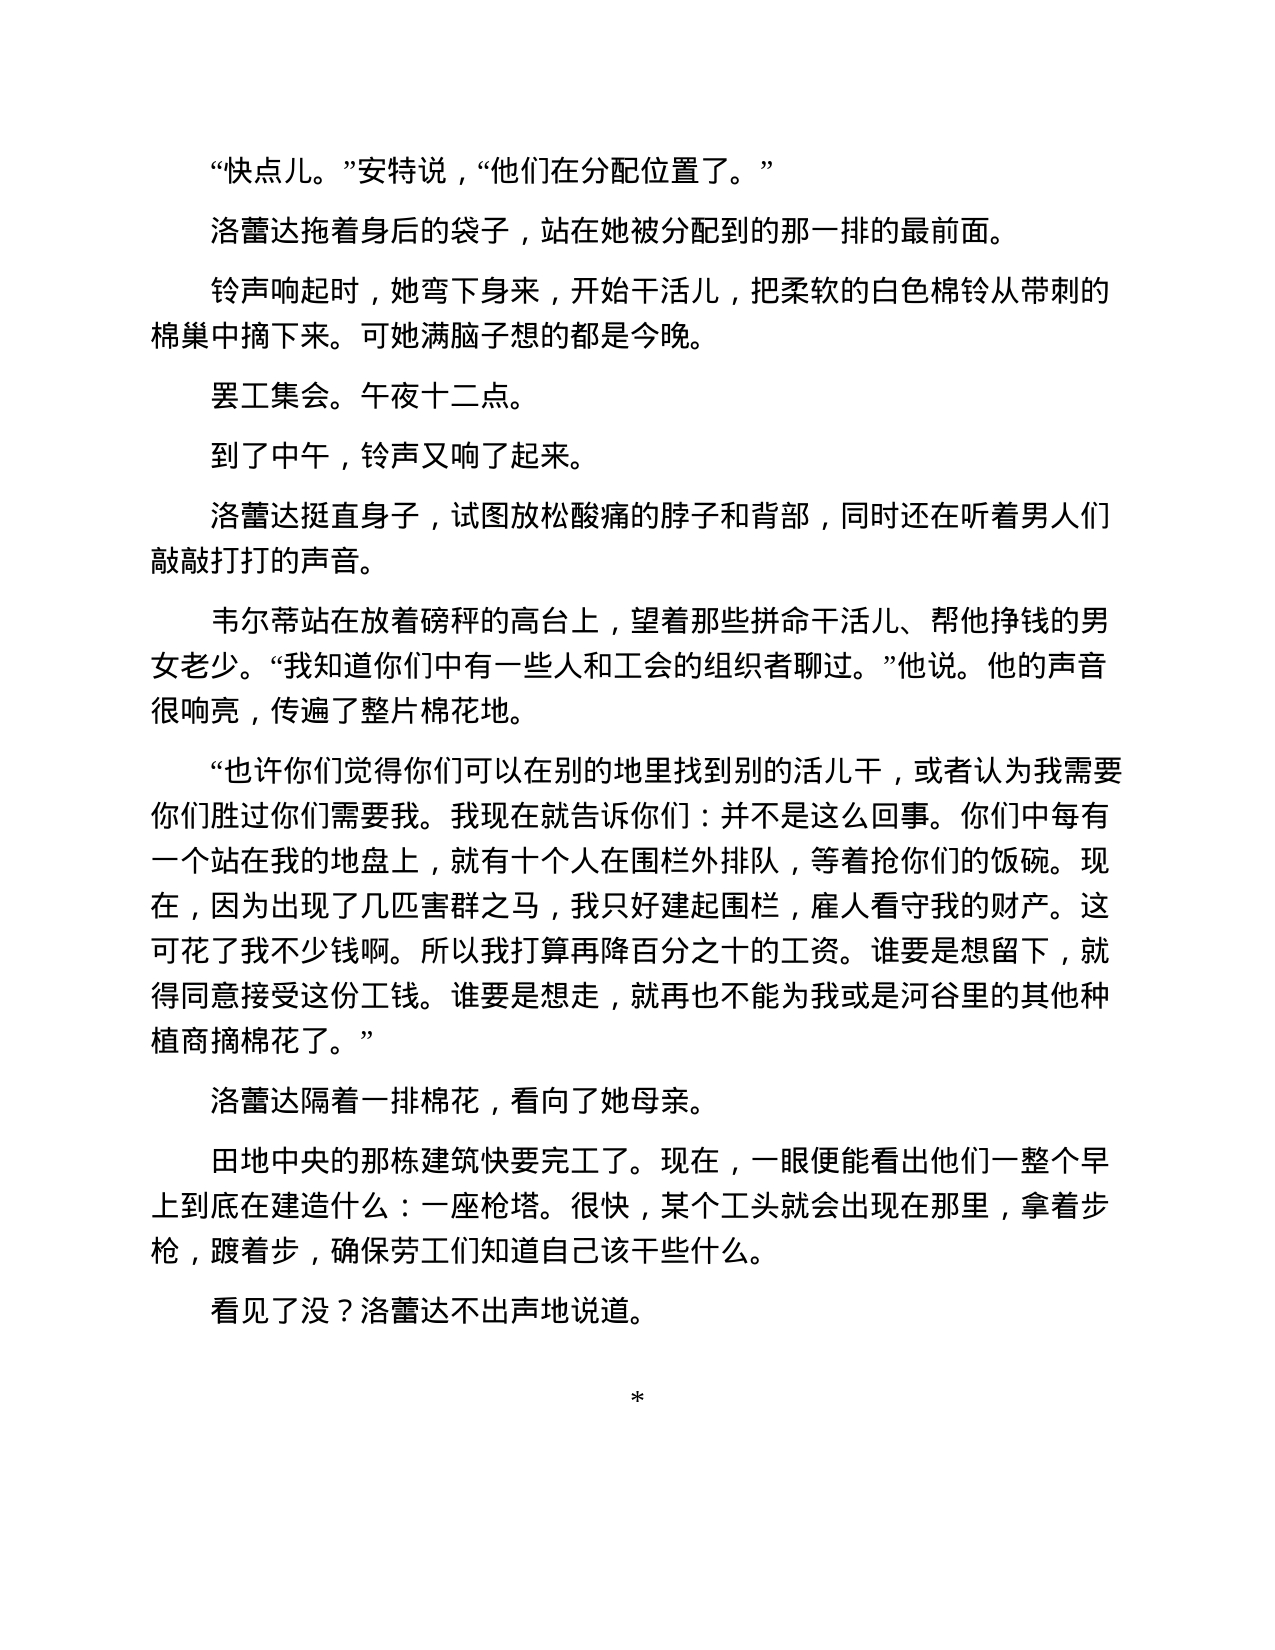 “快点儿。”安特说，“他们在分配位置了。”
洛蕾达拖着身后的袋子，站在她被分配到的那一排的最前面。
铃声响起时，她弯下身来，开始干活儿，把柔软的白色棉铃从带刺的
棉巢中摘下来。可她满脑子想的都是今晚。
罢工集会。午夜十二点。
到了中午，铃声又响了起来。
洛蕾达挺直身子，试图放松酸痛的脖子和背部，同时还在听着男人们
敲敲打打的声音。
韦尔蒂站在放着磅秤的高台上，望着那些拼命干活儿、帮他挣钱的男
女老少。“我知道你们中有一些人和工会的组织者聊过。”他说。他的声音
很响亮，传遍了整片棉花地。
“也许你们觉得你们可以在别的地里找到别的活儿干，或者认为我需要
你们胜过你们需要我。我现在就告诉你们：并不是这么回事。你们中每有
一个站在我的地盘上，就有十个人在围栏外排队，等着抢你们的饭碗。现
在，因为出现了几匹害群之马，我只好建起围栏，雇人看守我的财产。这
可花了我不少钱啊。所以我打算再降百分之十的工资。谁要是想留下，就
得同意接受这份工钱。谁要是想走，就再也不能为我或是河谷里的其他种
植商摘棉花了。”
洛蕾达隔着一排棉花，看向了她母亲。
田地中央的那栋建筑快要完工了。现在，一眼便能看出他们一整个早
上到底在建造什么：一座枪塔。很快，某个工头就会出现在那里，拿着步
枪，踱着步，确保劳工们知道自己该干些什么。
看见了没？洛蕾达不出声地说道。
*